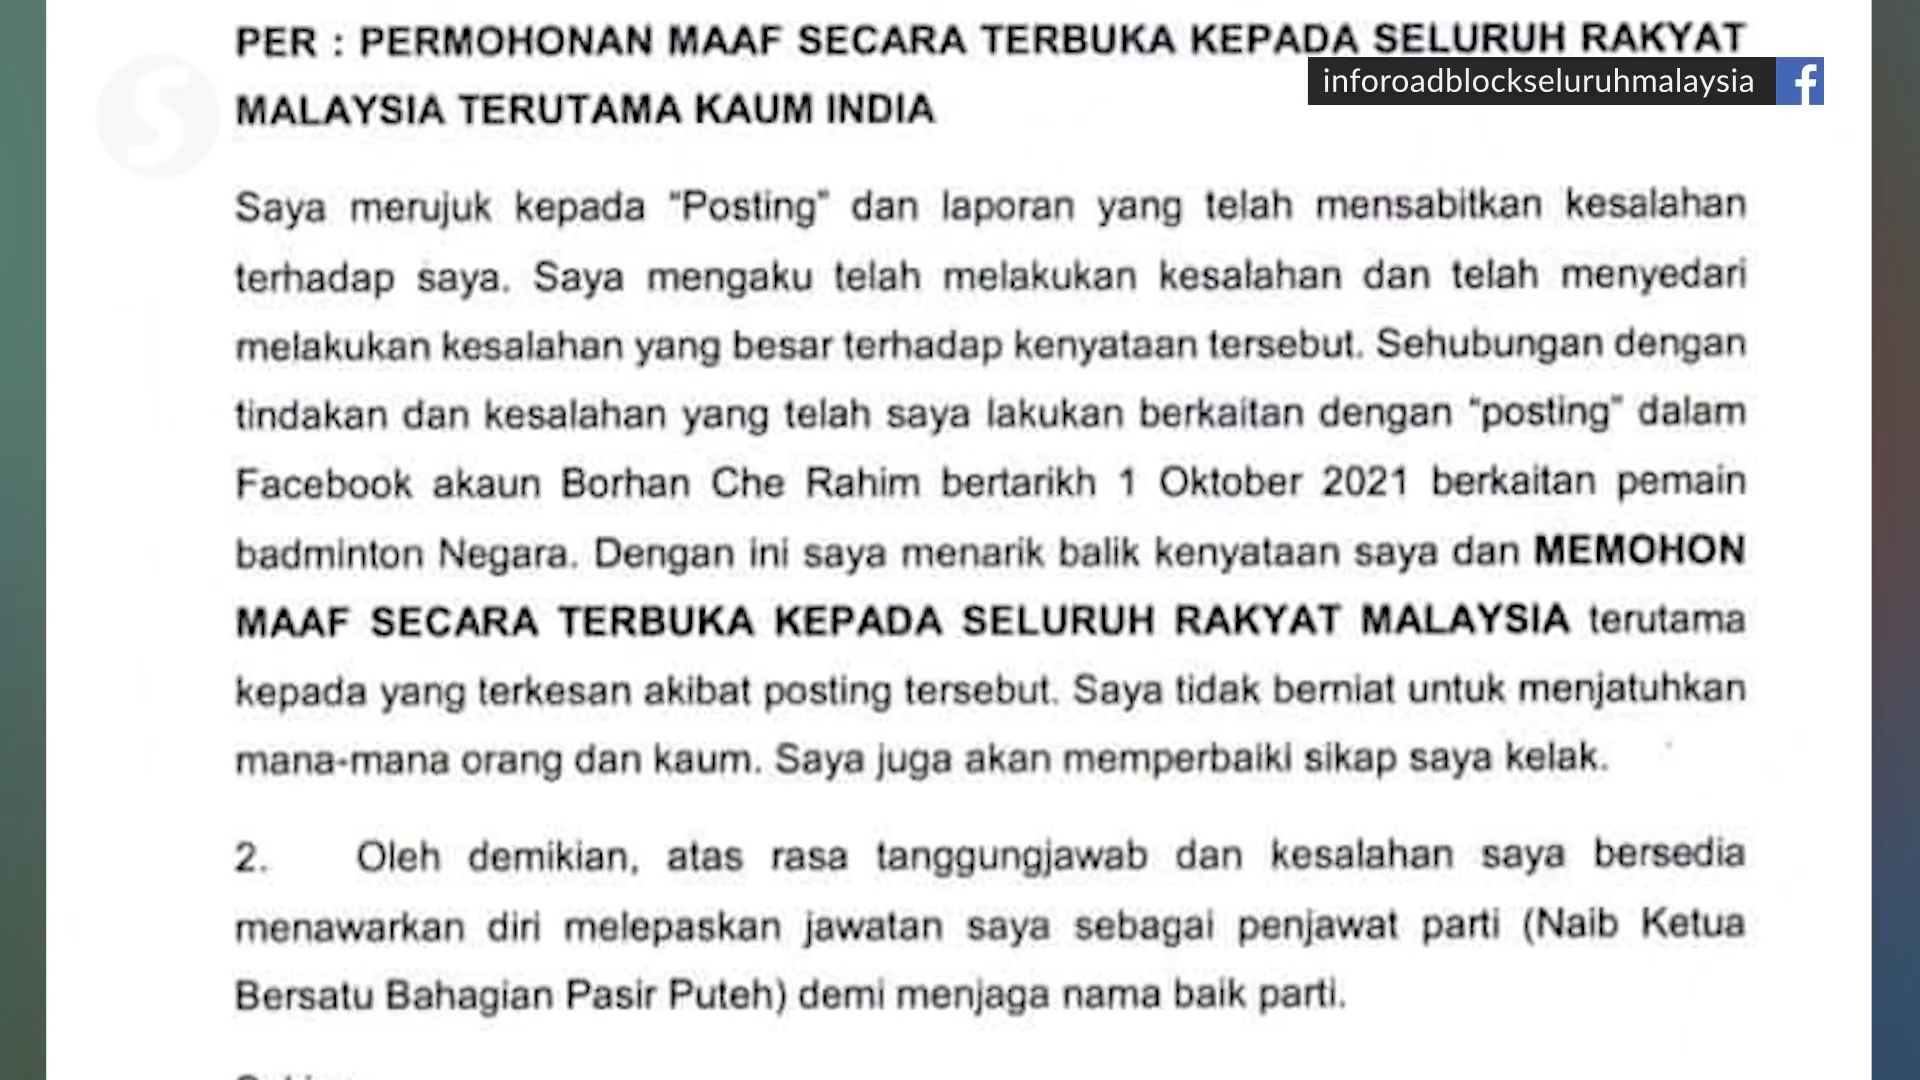 PER : PERMOHONAN MAAF SECARA TERBUKA KEPADA SELURUH RAKYAT
inforoadblockseluruhmalaysia
MALAYSIA TERUTAMA KAUM INDIA
Saya merujuk kepada “Posting” dan laporan yang telah mensabitkan kesalahan
terhadap saya. Saya mengaku telah melakukan kesalahan dan telah menyedari
melakukan kesalahan yang besar terhadap kenyataan tersebut. Sehubungan dengan
tindakan dan kesalahan yang telah saya lakukan berkaitan dengan “posting” dalam
Facebook akaun Borhan Che Rahim bertarikh 1 Oktober 2021 berkaitan pemain
badminton Negara. Dengan ini saya menarik balik kenyataan saya dan MEMOHON
MAAF SECARA TERBUKA KEPADA SELURUH RAKYAT MALAYSIA terutama
kepada yang terkesan akibat posting tersebut. Saya tidak berniat untuk menjatuhkan
mana-mana orang dan kaum. Saya juga akan memperbaiki sikap saya kelak.
2. Oleh demikian, atas rasa tanggungjawab dan kesalahan saya bersedia
menawarkan diri melepaskan jawatan saya sebagai penjawat parti (Naib Ketua
Bersatu Bahagian Pasir Puteh) demi menjaga nama baik parti.